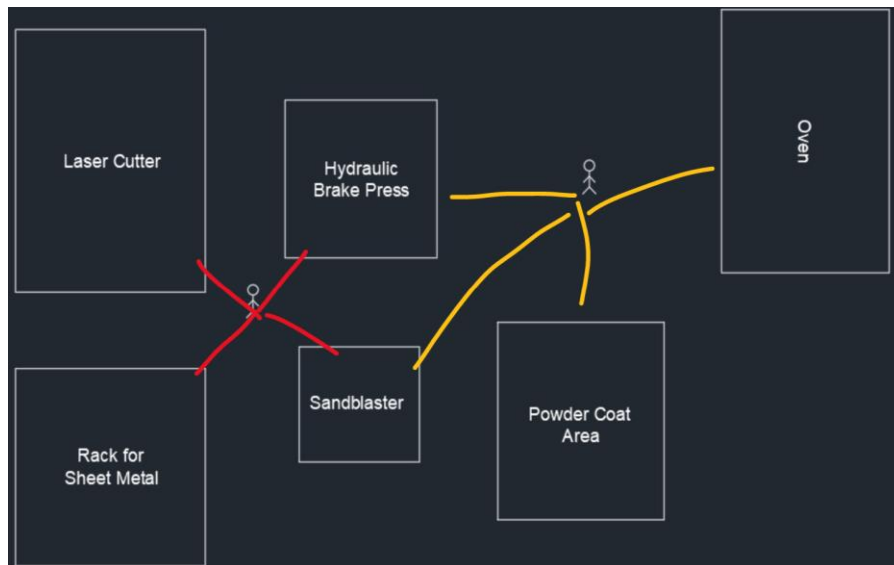 Laser Cutter
Hydraulic
Brake Press
Oven
Rack for
Sheet Metal
Sandblaster
Powder Coat
Area